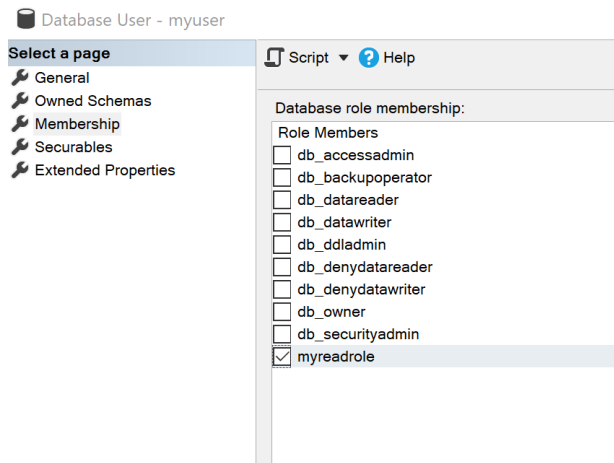 Database User - myuser
Select a page
General
Owned Schemas
Membership
Securables
Extended Properties
Script Help
Database role membership:
Role Members
db_accessadmin
db_backupoperator
db_datareader
db_datawriter
db_ddladmin
db_denydatareader
db_denydatawriter
db_owner
db_securityadmin
myreadrole